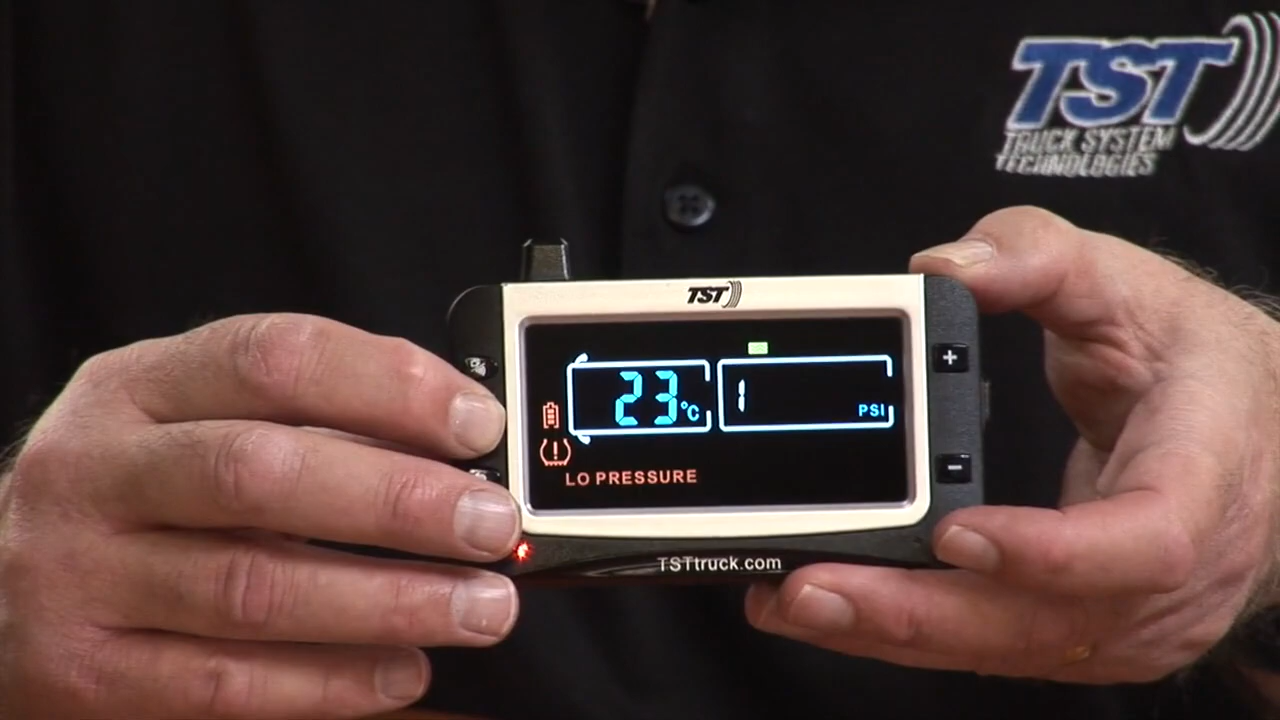 TST
TRUCK SYSTEM
TECHNOLOGIES
TST
+
23 °C
1 PSI
LO PRESSURE
-
TSTtruck.com